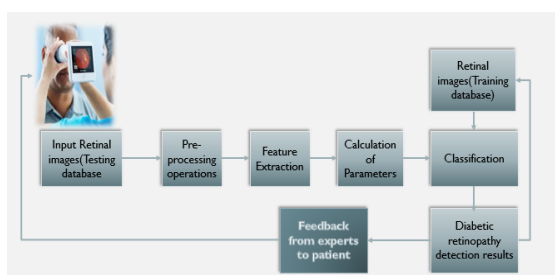 Retinal
images(Training
database)
Input Retinal
images(Testing
database
Pre-
processing
operations
Feature
Extraction
Calculation
of
Parameters
Classification
Feedback
from experts
to patient
Diabetic
retinopathy
detection results